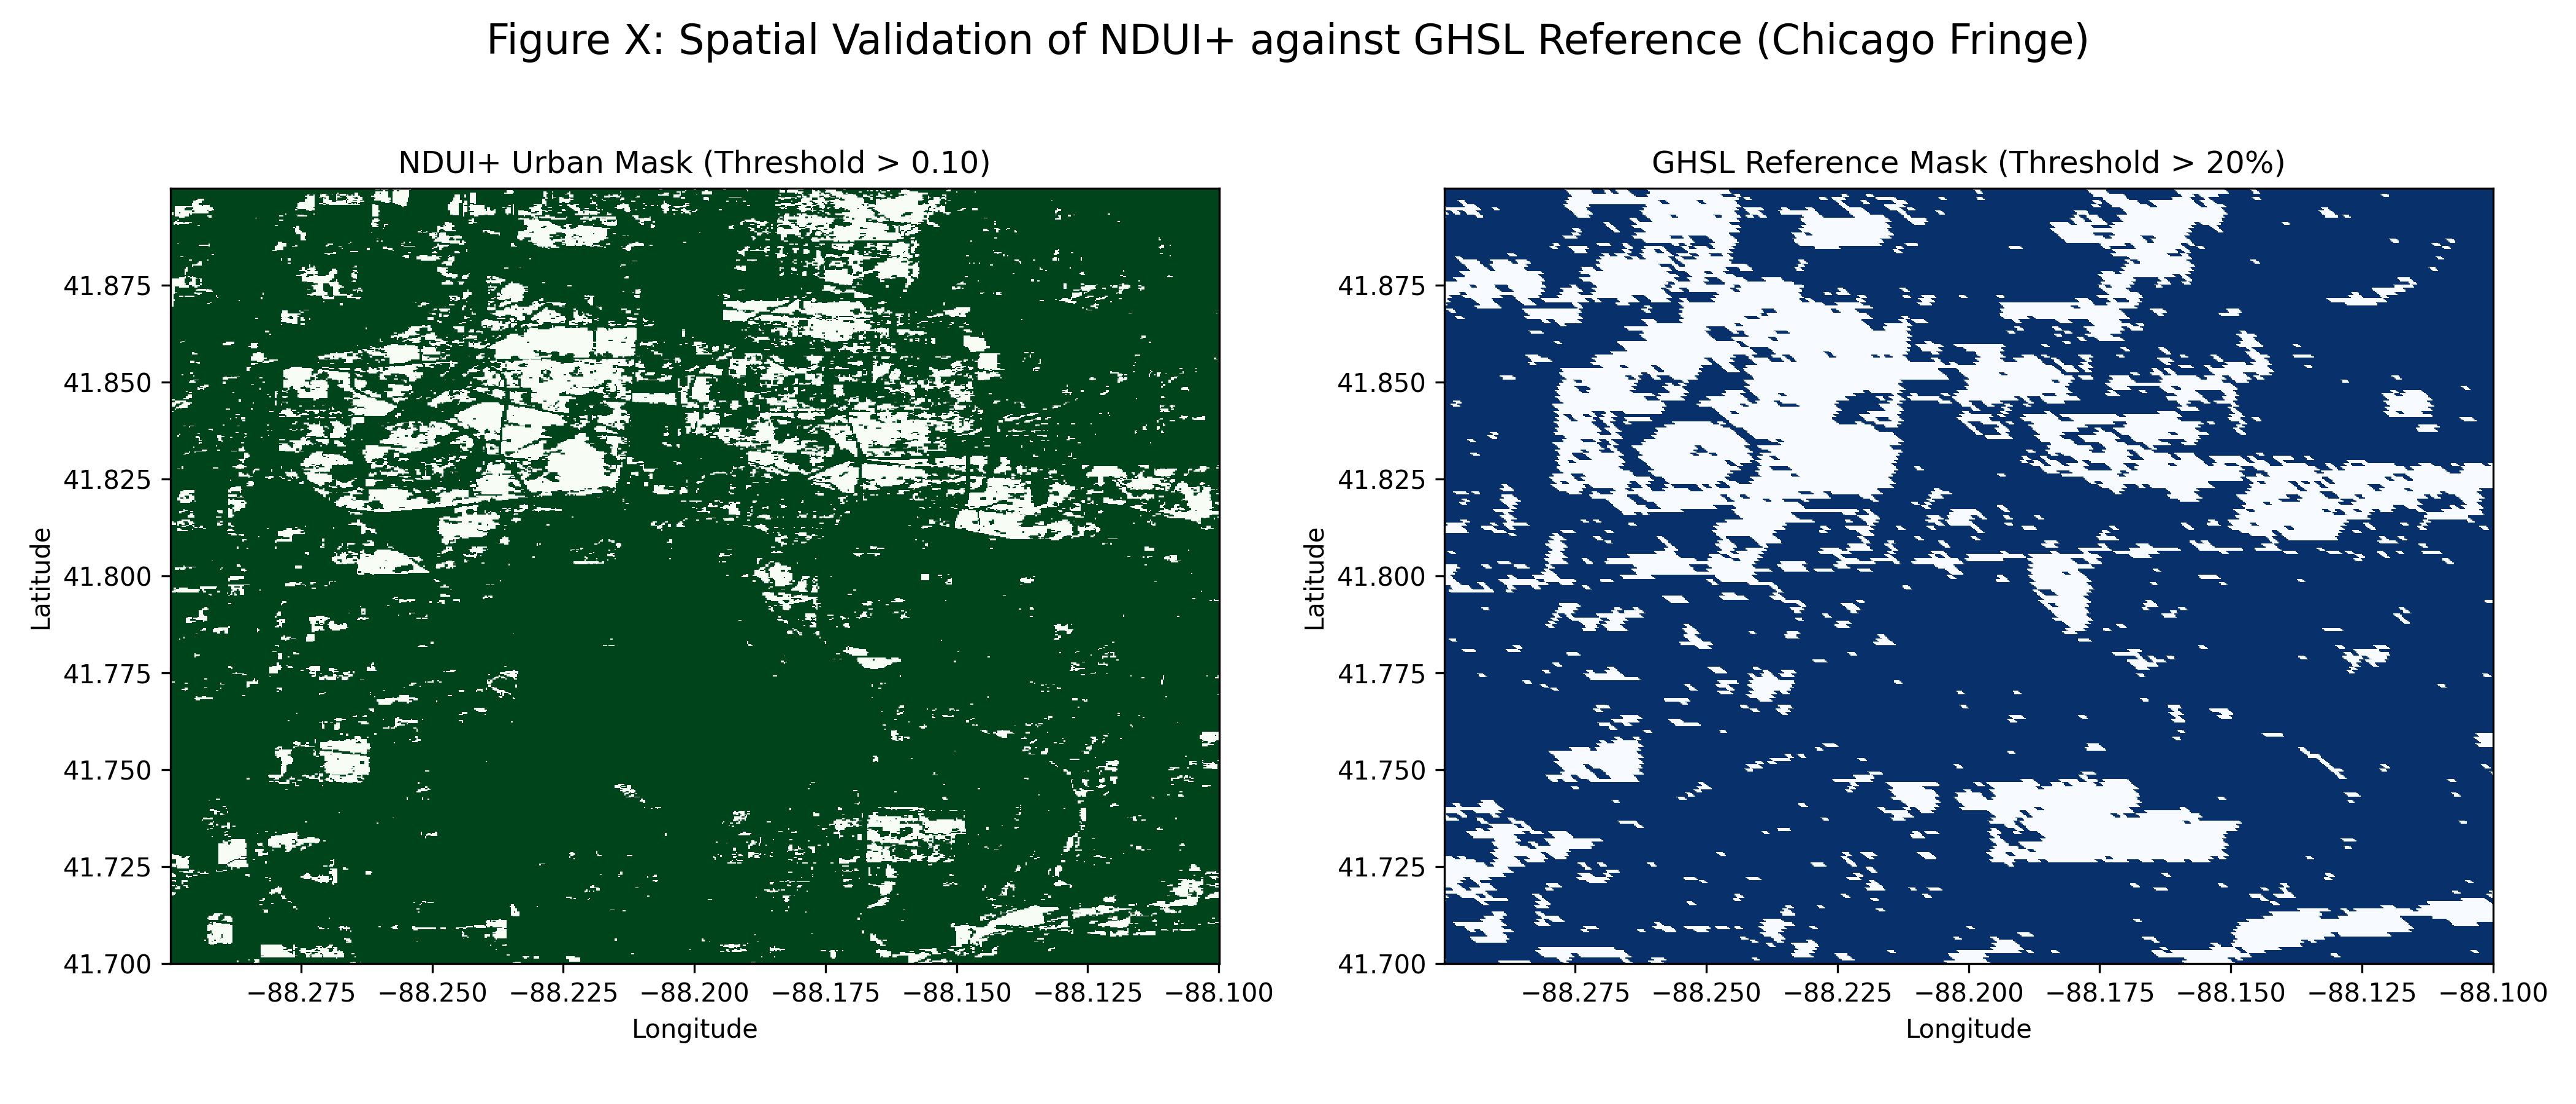 Figure X: Spatial Validation of NDUI+ against GHSL Reference (Chicago Fringe)
NDUI+ Urban Mask (Threshold > 0.10)
Latitude
41.875
41.850
41.825
41.800
41.775
41.750
41.725
41.700
−88.275 −88.250 −88.225 −88.200 −88.175 −88.150 −88.125 −88.100
Longitude
GHSL Reference Mask (Threshold > 20%)
Latitude
41.875
41.850
41.825
41.800
41.775
41.750
41.725
41.700
−88.275 −88.250 −88.225 −88.200 −88.175 −88.150 −88.125 −88.100
Longitude